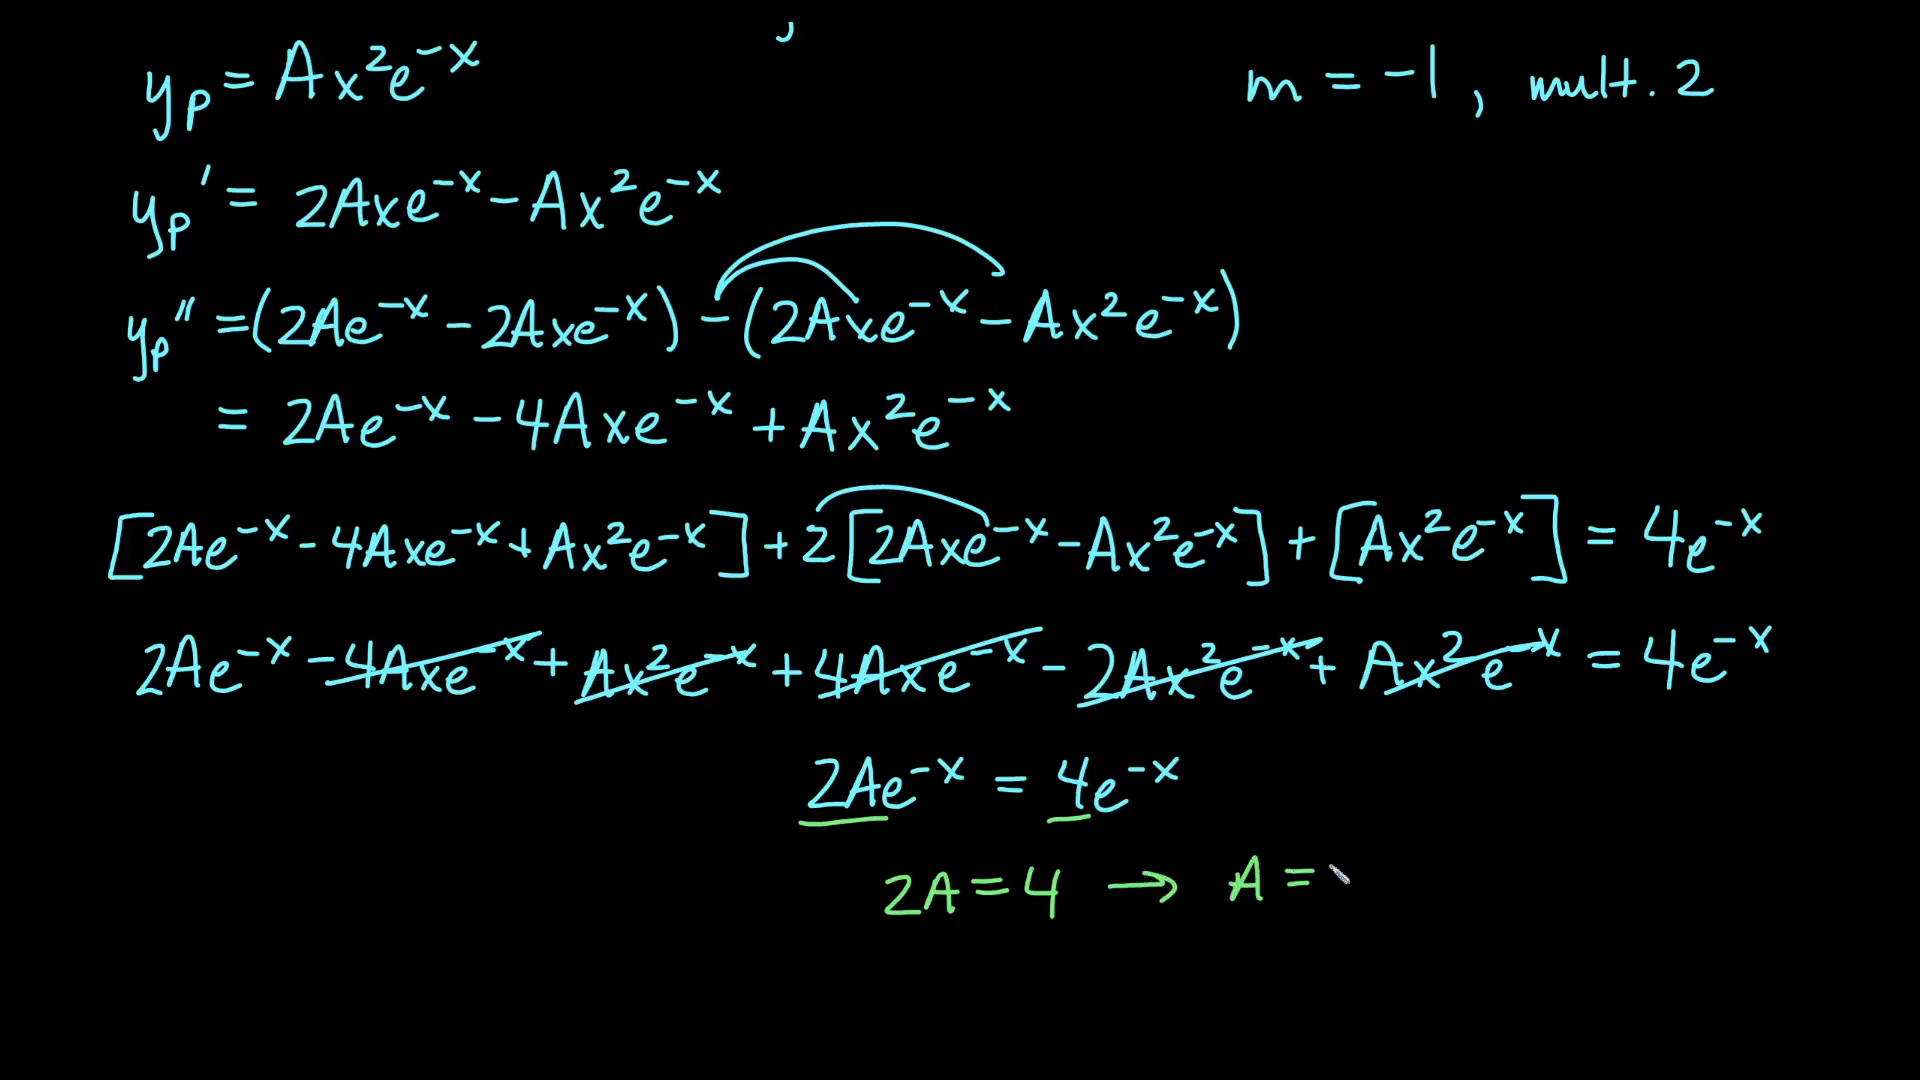 y_p = Ax²e^{-x}
m = -1, mult. 2
y_p' = 2Axe^{-x} - Ax²e^{-x}
y_p'' = (2Ae^{-x} - 2Axe^{-x}) - (2Axe^{-x} - Ax²e^{-x})
= 2Ae^{-x} - 4Axe^{-x} + Ax²e^{-x}
[2Ae^{-x} - 4Axe^{-x} + Ax²e^{-x}] + 2[2Axe^{-x} - Ax²e^{-x}] + [Ax²e^{-x}] = 4e^{-x}
2Ae^{-x} - 4Axe^{-x} + Ax²e^{-x} + 4Axe^{-x} - 2Ax²e^{-x} + Ax²e^{-x} = 4e^{-x}
2Ae^{-x} = 4e^{-x}
2A = 4 → A =